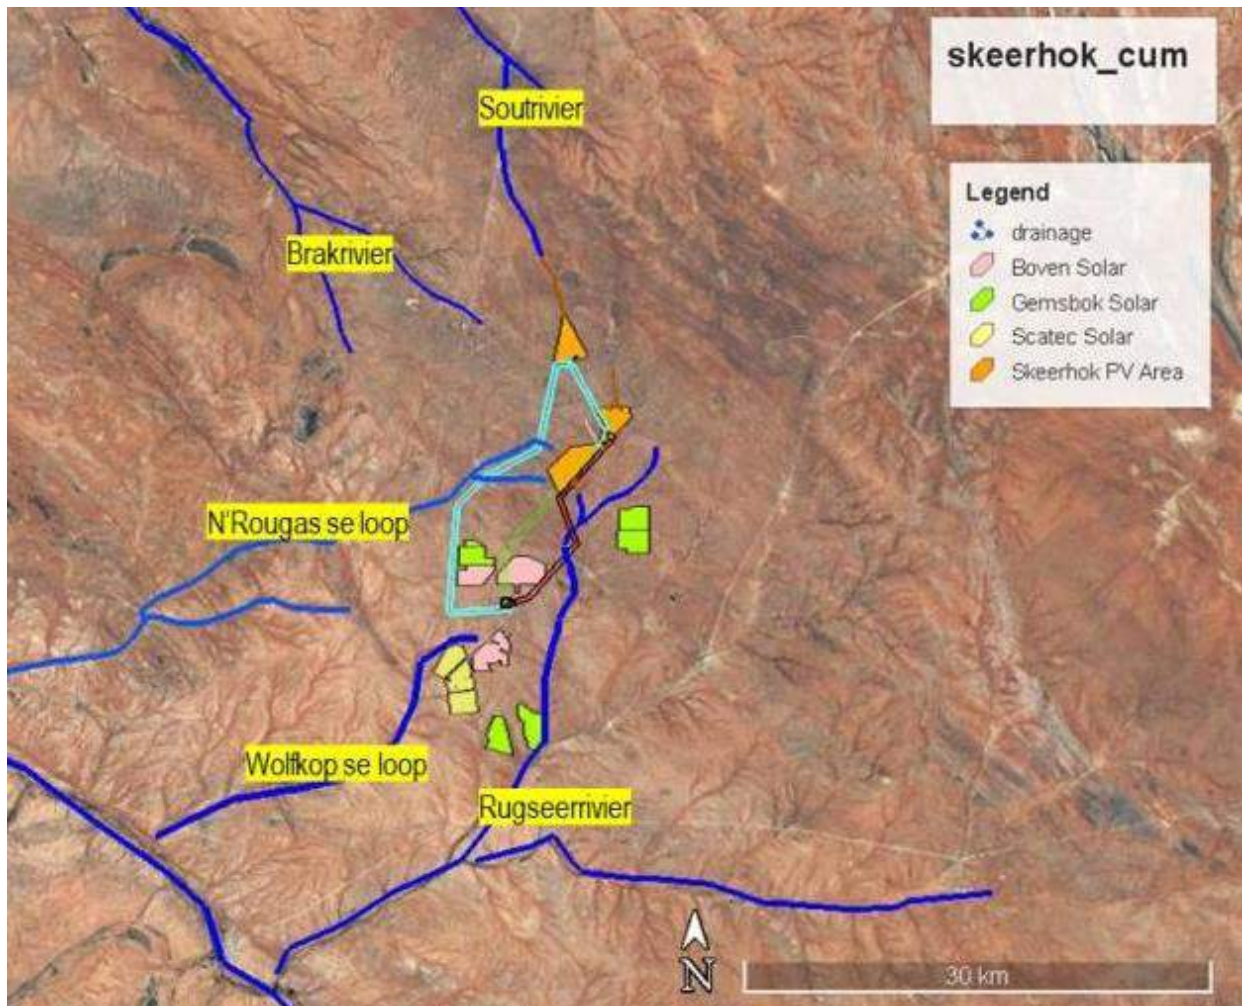 skeerhok_cum
Soutrivier
Legend
drainage
Brakrivier
Boven Solar
Gemsbok Solar
Scatec Solar
Skeerhok PV Area
N'Rougas se loop
Wolfkop se loop
Rugseerrivier
N
30 km